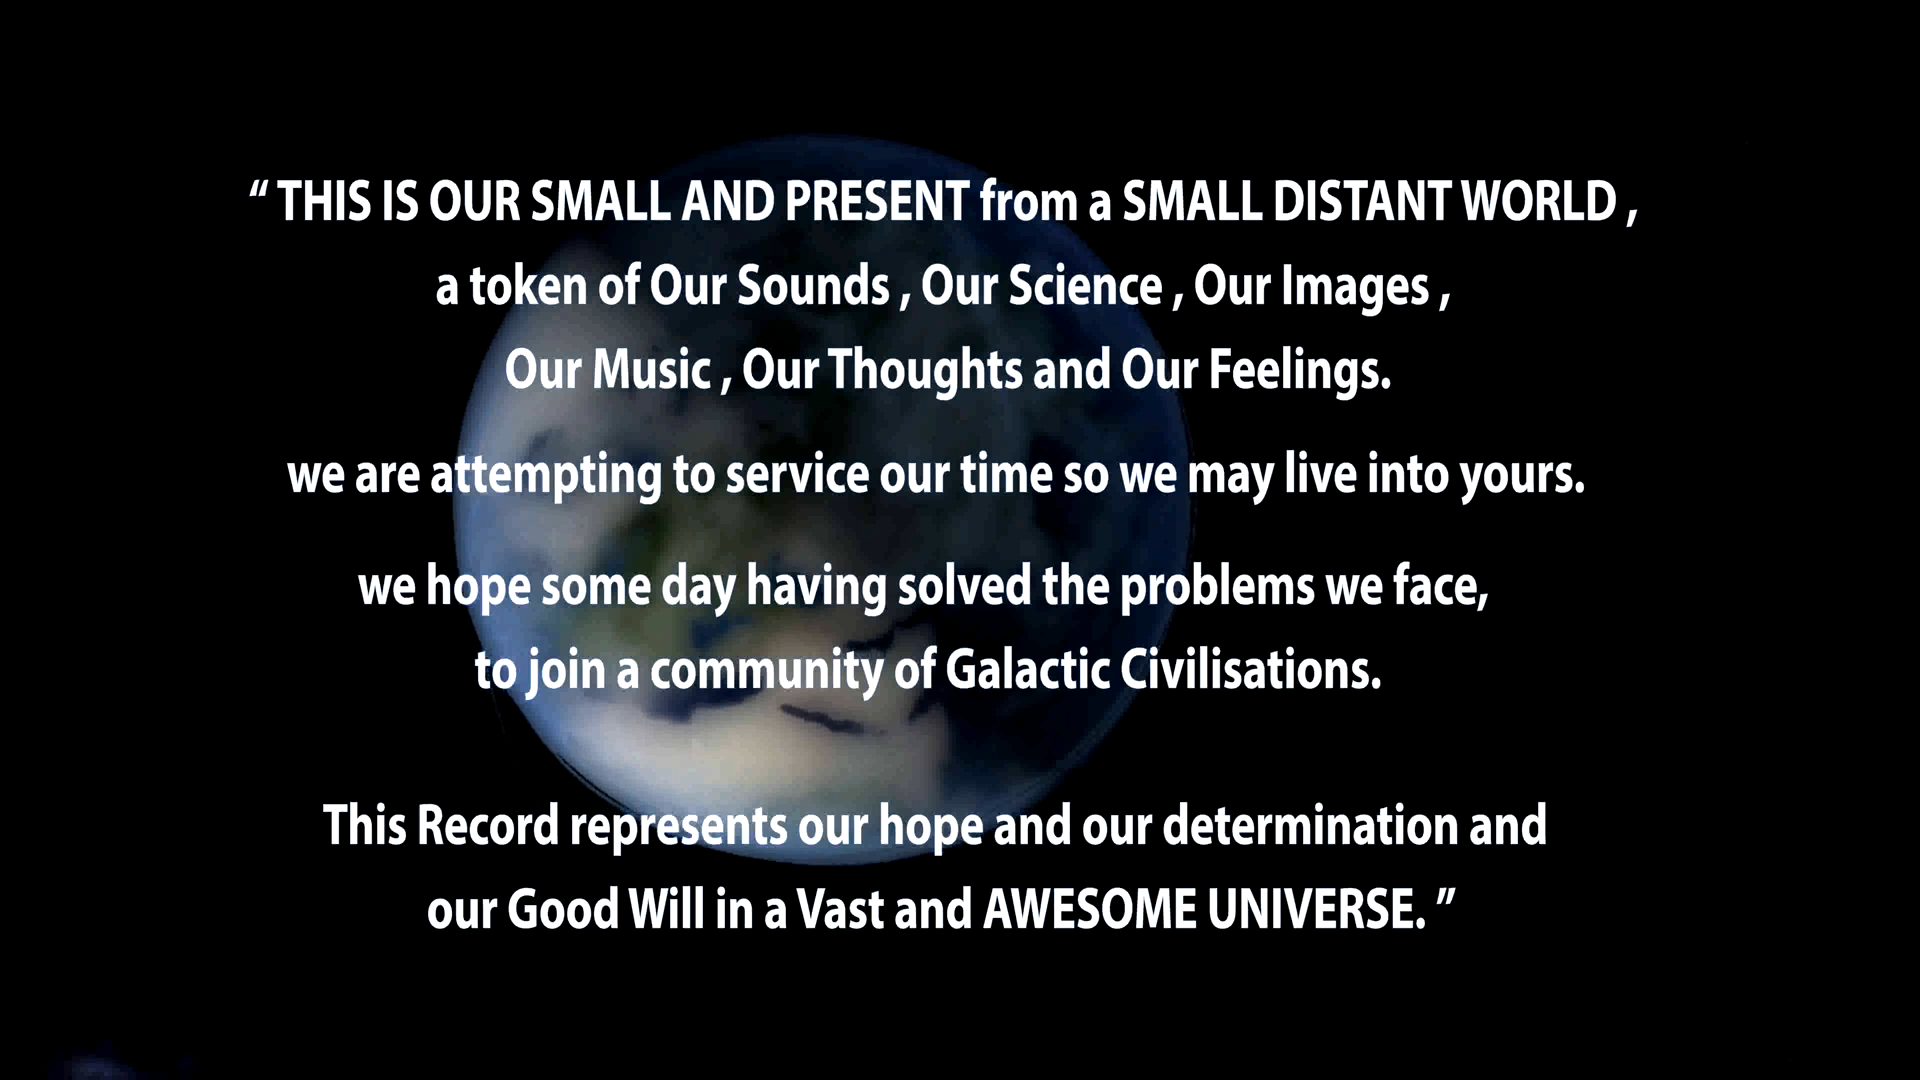 “ THIS IS OUR SMALL AND PRESENT from a SMALL DISTANT WORLD ,
a token of Our Sounds , Our Science , Our Images ,
Our Music , Our Thoughts and Our Feelings.
we are attempting to service our time so we may live into yours.
we hope some day having solved the problems we face,
to join a community of Galactic Civilisations.
This Record represents our hope and our determination and
our Good Will in a Vast and AWESOME UNIVERSE. ”